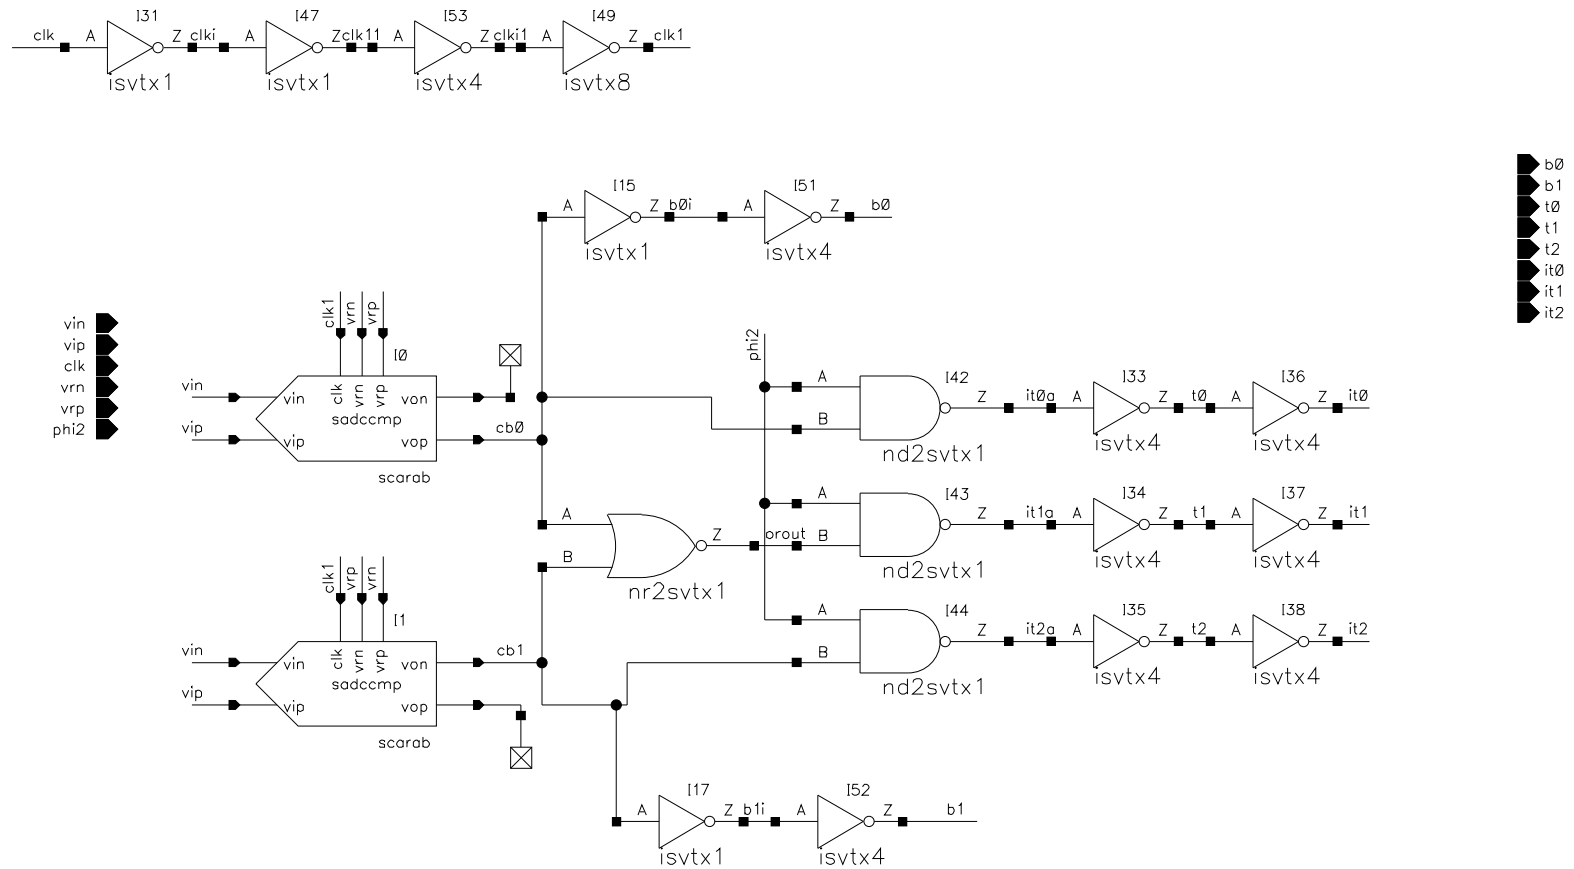 I31 I47 I53 I49
clk A Z clki A Zclk11 A Z clki1 A Z clk1
isvtx1 isvtx1 isvtx4 isvtx8
b0
b1
t0
t1
t2
it0
it1
it2
I15 I51
A Z b0i A Z b0
isvtx1 isvtx4
vin
vip
clk
vrn
vrp
phi2
clk1 vrn vrp
I0
vin
vip
clk vrn vrp
vin von
sadccmp
vip vop
cb0
scarab
phi2
I42 I33 I36
A
B
Z it0a A Z t0 A Z it0
nd2svtx1 isvtx4 isvtx4
A
B
Z orout
nr2svtx1
I43 I34 I37
A
B
Z it1a A Z t1 A Z it1
nd2svtx1 isvtx4 isvtx4
I44 I35 I38
A
B
Z it2a A Z t2 A Z it2
nd2svtx1 isvtx4 isvtx4
clk1 vrp vrn
I1
vin
vip
clk vrn vrp
vin von
sadccmp
vip vop
cb1
scarab
I17 I52
A Z b1i A Z b1
isvtx1 isvtx4